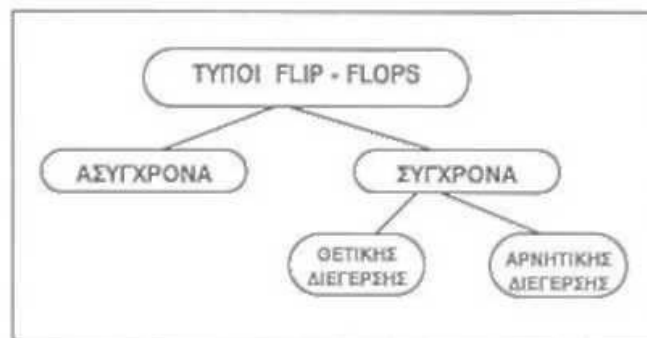 ΤΥΠΟΙ FLIP - FLOPS
ΑΣΥΓΧΡΟΝΑ
ΣΥΓΧΡΟΝΑ
ΘΕΤΙΚΗΣ
ΔΙΕΓΕΡΣΗΣ
ΑΡΝΗΤΙΚΗΣ
ΔΙΕΓΕΡΣΗΣ